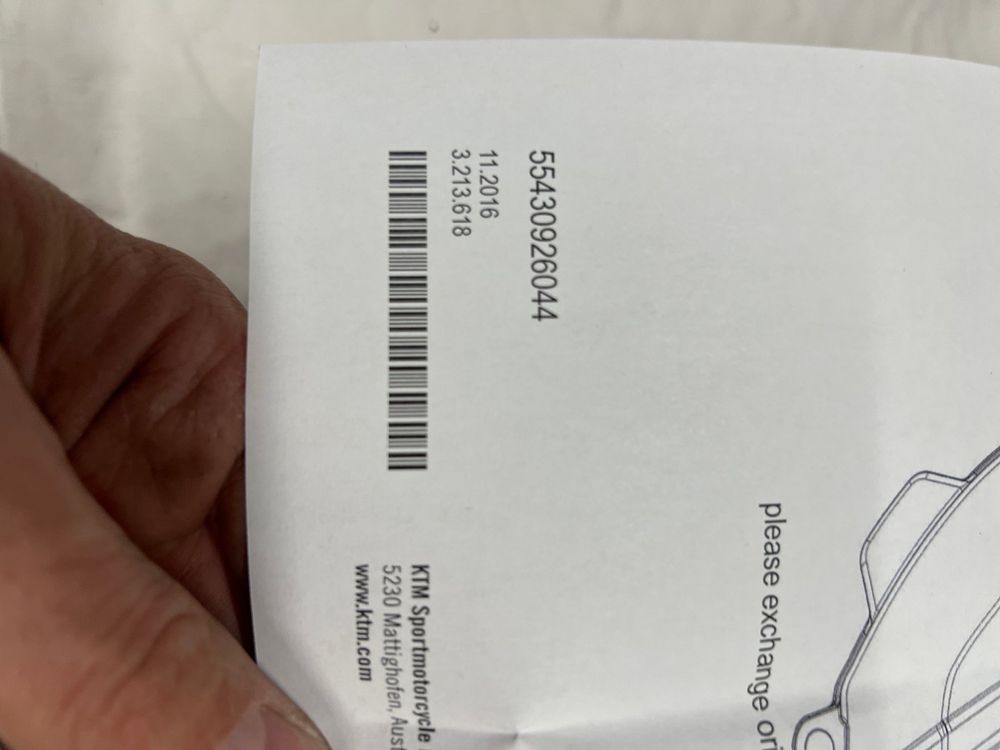 55430926044
11.2016
3.213.618
KTM Sportmotorcycle
5230 Mattighofen,
www.ktm.com
please exchange